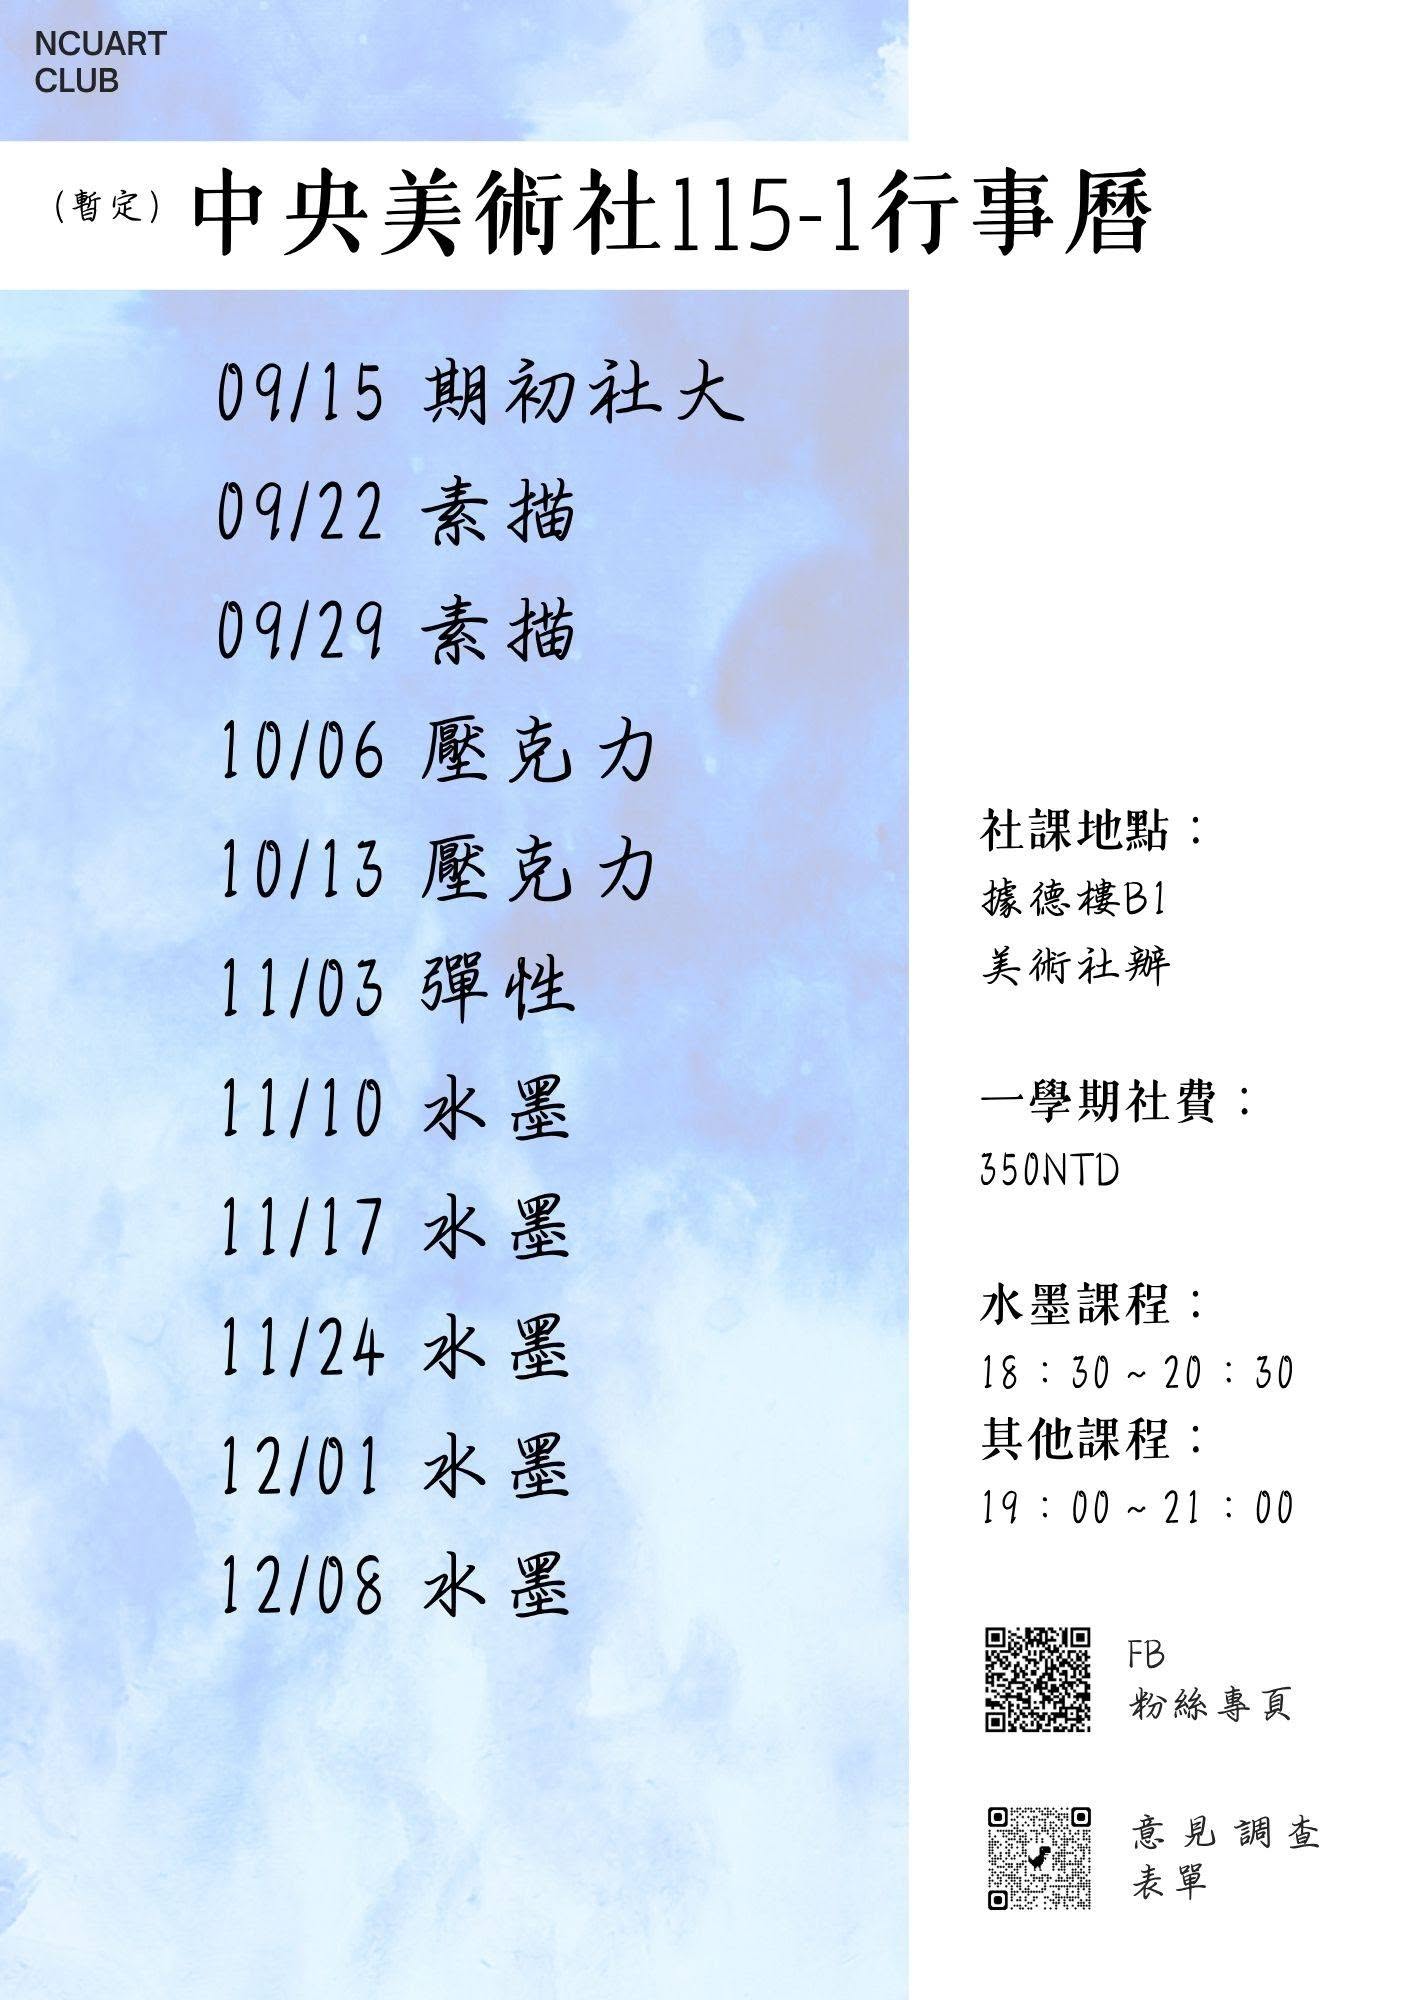 NCUART
CLUB
（暫定）中央美術社115-1行事曆
09/15 期初社大
09/22 素描
09/29 素描
10/06 壓克力
10/13 壓克力
11/03 彈性
11/10 水墨
11/17 水墨
11/24 水墨
12/01 水墨
12/08 水墨
社課地點：
據德樓B1
美術社辦
一學期社費：
350NTD
水墨課程：
18：30~20：30
其他課程：
19：00~21：00
FB
粉絲專頁
意見調查
表單